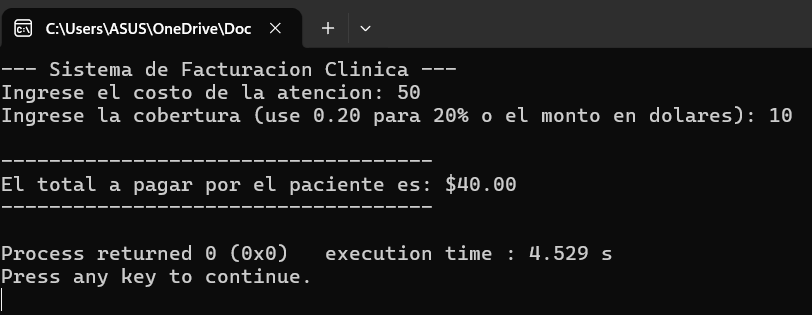 C:\Users\ASUS\OneDrive\Doc
--- Sistema de Facturacion Clinica ---
Ingrese el costo de la atencion: 50
Ingrese la cobertura (use 0.20 para 20% o el monto en dolares): 10
------------------------------------
El total a pagar por el paciente es: $40.00
------------------------------------
Process returned 0 (0x0)   execution time : 4.529 s
Press any key to continue.